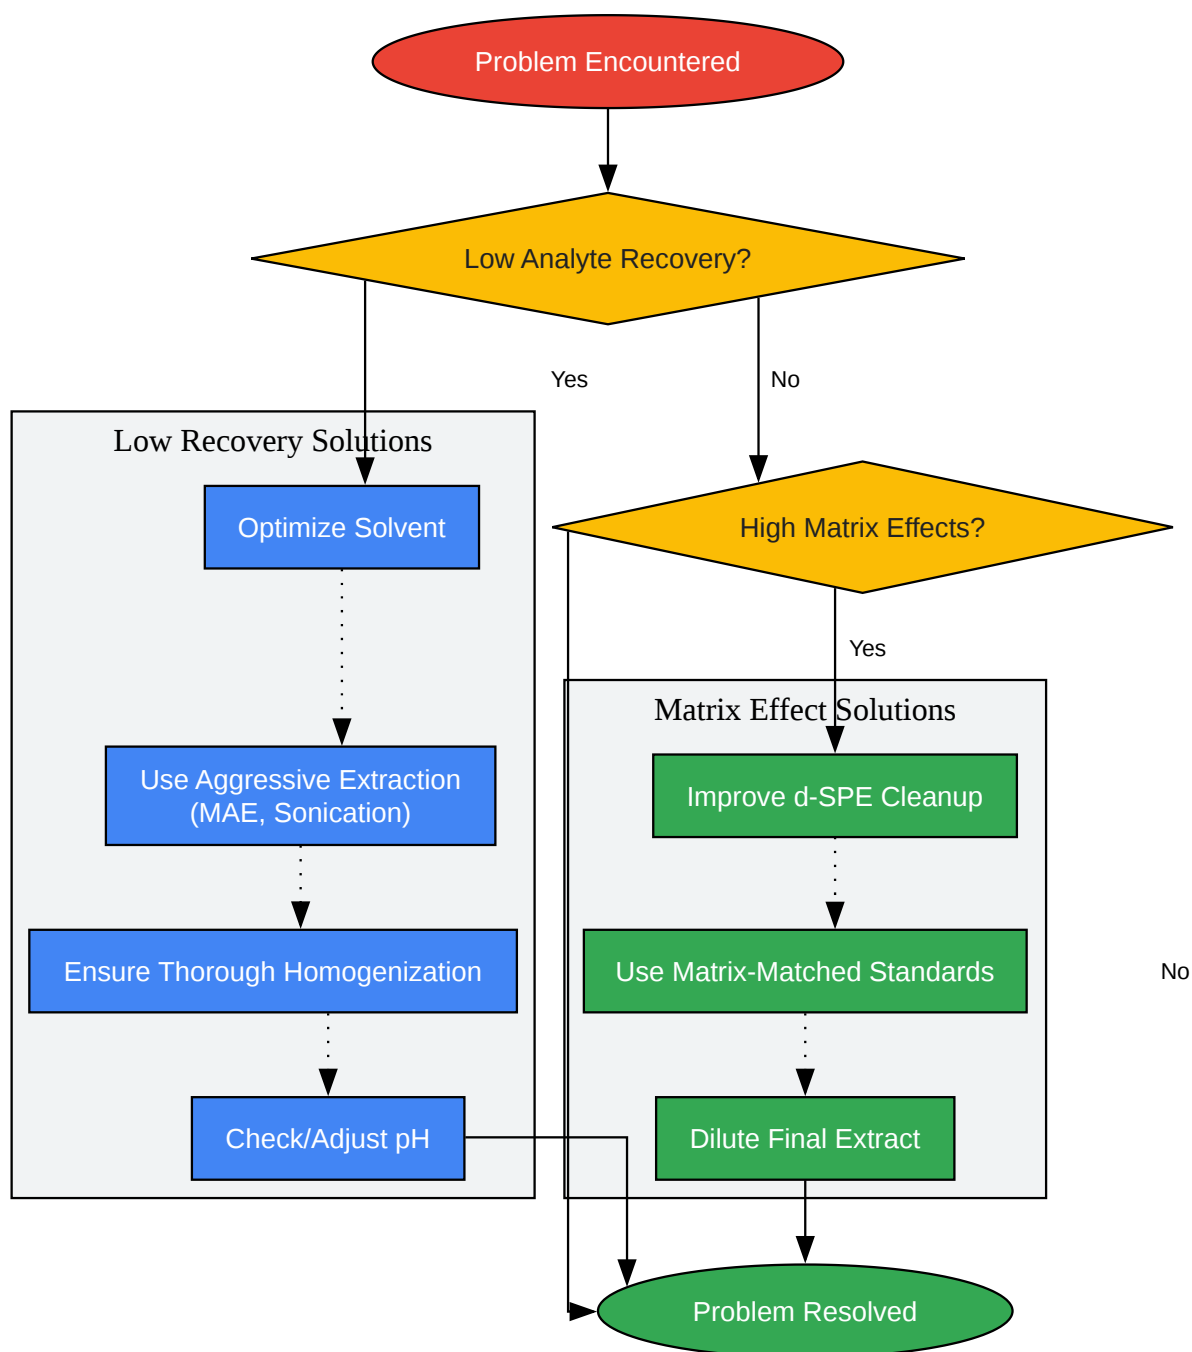 Problem Encountered
Low Analyte Recovery?
Yes
No
Low Recovery Solutions
Optimize Solvent
High Matrix Effects?
Yes
Matrix Effect Solutions
Use Aggressive Extraction
(MAE, Sonication)
Improve d-SPE Cleanup
Ensure Thorough Homogenization
Use Matrix-Matched Standards
No
Check/Adjust pH
Dilute Final Extract
Problem Resolved